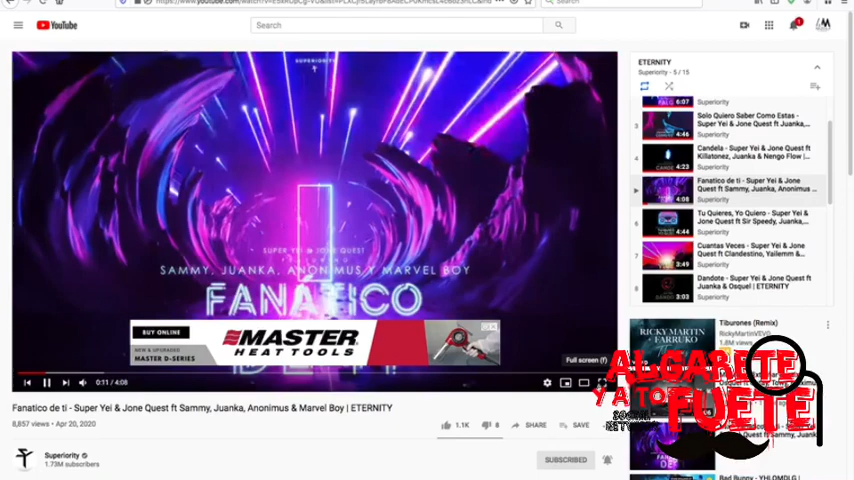 YouTube
Search
1
SUPERIORITY
SUPER YEI & JONE QUEST
SAMMY, JUANKA, ANONIMUS Y MARVEL BOY
FANÁTICO
BUY ONLINE
NEW & UPGRADED
MASTER D-SERIES
MASTER
HEAT TOOLS
Full screen (f)
0:11 / 4:08
Fanatico de ti - Super Yei & Jone Quest ft Sammy, Juanka, Anonimus & Marvel Boy | ETERNITY
8,857 views • Apr 20, 2020
1.1K
8
SHARE
SAVE
Superiority
1.73M subscribers
SUBSCRIBED
ETERNITY
Superiority - 5 / 15
6:07
Superiority
3
Solo Quiero Saber Como Estas -
Super Yei & Jone Quest ft Juanka,...
4:46
Superiority
4
Candela - Super Yei & Jone Quest ft
Killatonez, Juanka & Nengo Flow |...
4:23
Superiority
Fanatico de ti - Super Yei & Jone
Quest ft Sammy, Juanka, Anonimus ...
4:08
Superiority
6
Tu Quieres, Yo Quiero - Super Yei &
Jone Quest ft Sir Speedy, Juanka,...
4:44
Superiority
7
Cuantas Veces - Super Yei & Jone
Quest ft Clandestino, Yailemm &...
3:49
Superiority
8
Dandote - Super Yei & Jone Quest ft
Juanka & Osquel | ETERNITY
3:03
Superiority
RICKY MARTIN
FARRUKO
Tiburones (Remix)
RickyMartinVEVO
1.8M views
ALGARETE
Y A TO
FUETE
SOCIAL
NETWORK
Bad Bunny - YHLQMDLG |